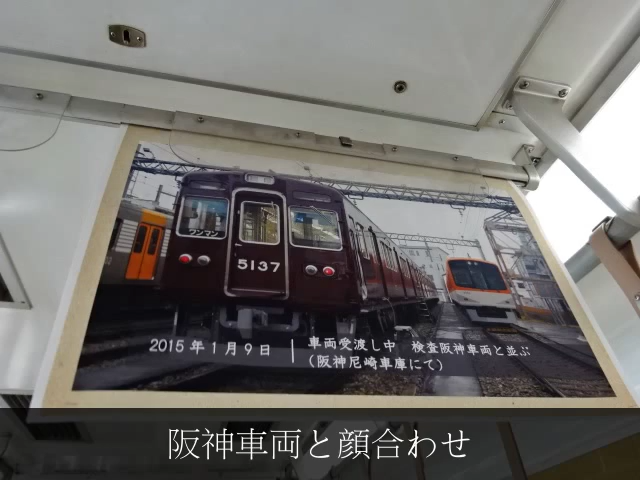 ワンマン
5137
2015年1月9日
車両受渡し中 検査阪神車両と並ぶ
(阪神尼崎車庫にて)
阪神車両と顔合わせ